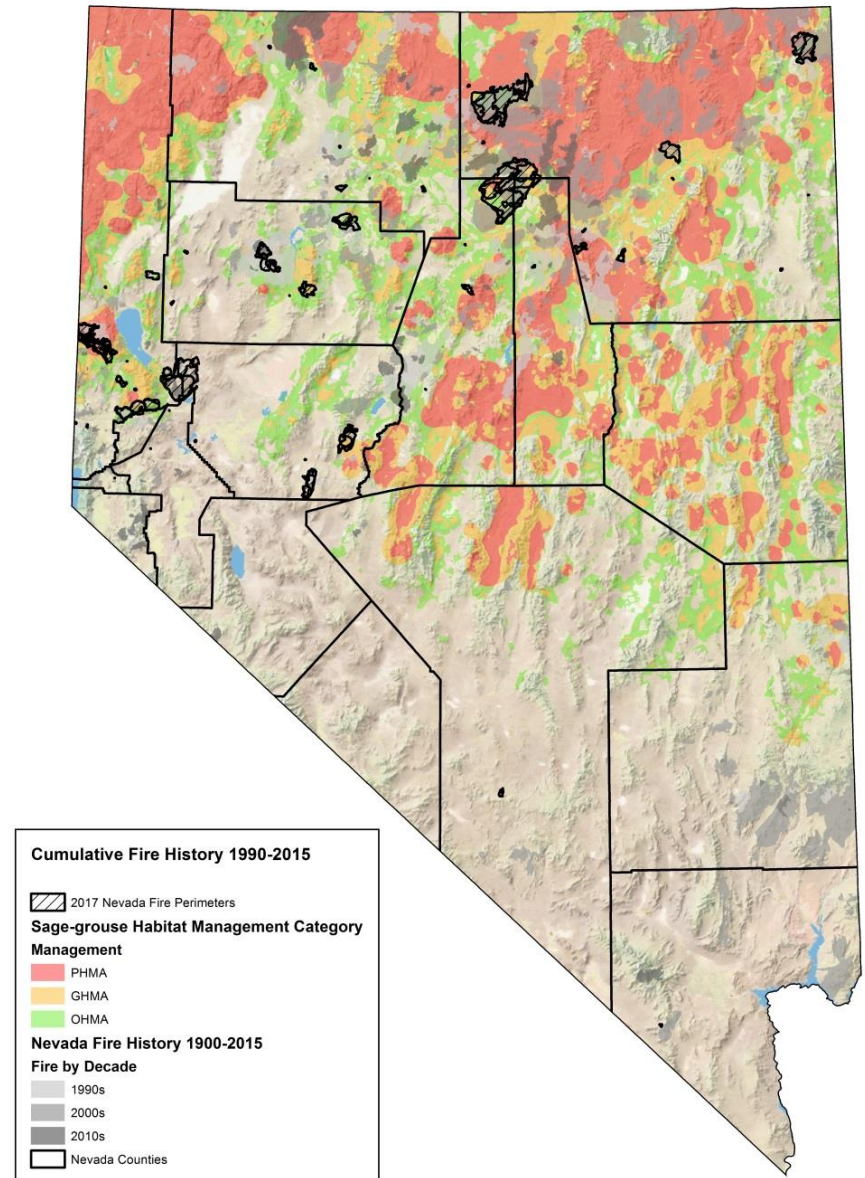 Cumulative Fire History 1990-2015
2017 Nevada Fire Perimeters
Sage-grouse Habitat Management Category
Management
PHMA
GHMA
OHMA
Nevada Fire History 1900-2015
Fire by Decade
1990s
2000s
2010s
Nevada Counties